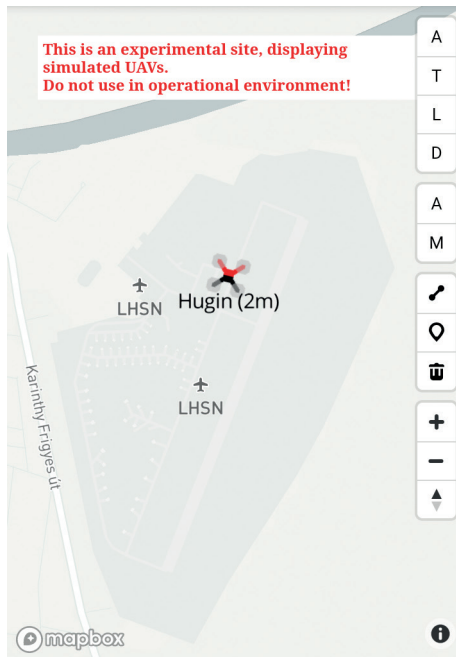 This is an experimental site, displaying
simulated UAVs.
Do not use in operational environment!
A
T
L
D
A
M
LHSN
Hugin (2m)
LHSN
Karinthy Frigyes út
mapbox